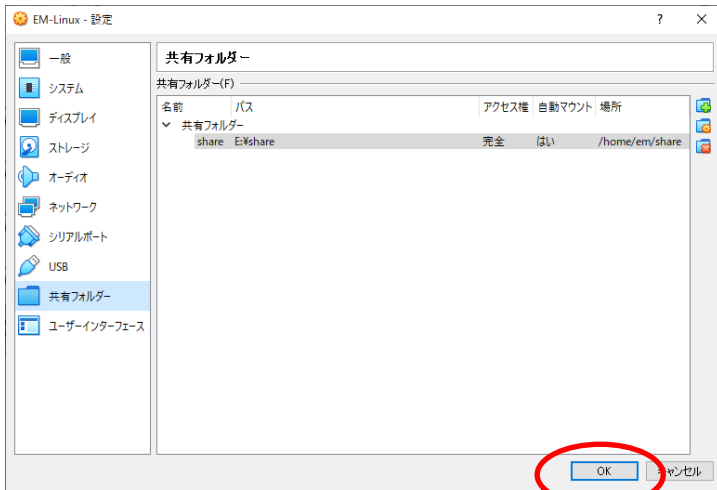 EM-Linux - 設定
?
一般
システム
ディスプレイ
ストレージ
オーディオ
ネットワーク
シリアルポート
USB
共有フォルダー
ユーザーインターフェース
共有フォルダー
共有フォルダー(F)
名前 パス アクセス権 自動マウント 場所
共有フォルダー
share E:¥share 完全 はい /home/em/share
OK キャンセル